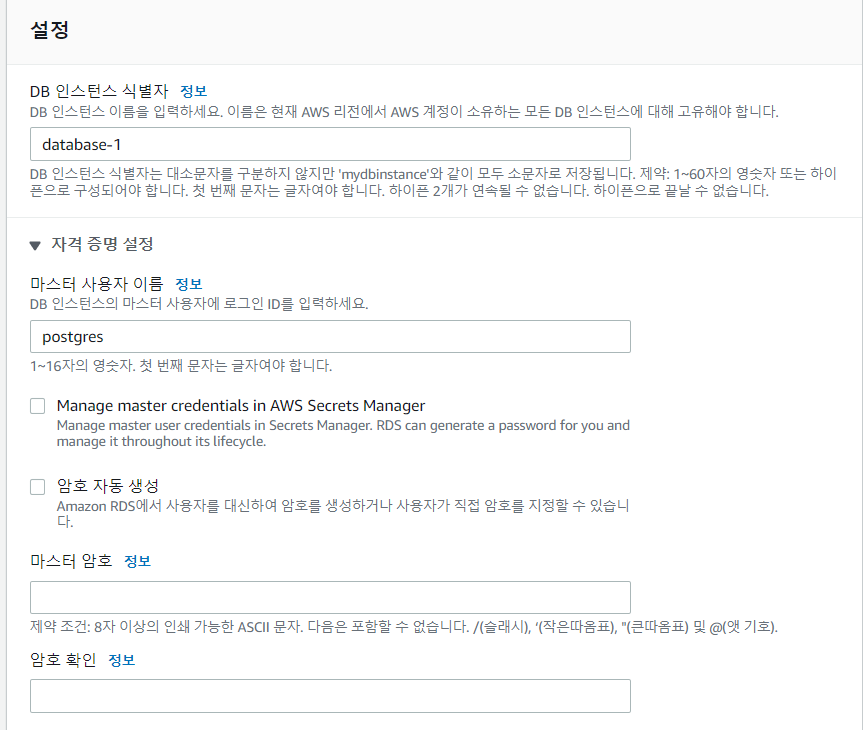 설정
DB 인스턴스 식별자 정보
DB 인스턴스 이름을 입력하세요. 이름은 현재 AWS 리전에서 AWS 계정이 소유하는 모든 DB 인스턴스에 대해 고유해야 합니다.
database-1
DB 인스턴스 식별자는 대소문자를 구분하지 않지만 'mydbinstance'와 같이 모두 소문자로 저장됩니다. 제약: 1~60자의 영숫자 또는 하이
픈으로 구성되어야 합니다. 첫 번째 문자는 글자여야 합니다. 하이픈 2개가 연속될 수 없습니다. 하이픈으로 끝날 수 없습니다.
▼ 자격 증명 설정
마스터 사용자 이름 정보
DB 인스턴스의 마스터 사용자에 로그인 ID를 입력하세요.
postgres
1~16자의 영숫자. 첫 번째 문자는 글자여야 합니다.
Manage master credentials in AWS Secrets Manager
Manage master user credentials in Secrets Manager. RDS can generate a password for you and
manage it throughout its lifecycle.
암호 자동 생성
Amazon RDS에서 사용자를 대신하여 암호를 생성하거나 사용자가 직접 암호를 지정할 수 있습니
다.
마스터 암호 정보
제약 조건: 8자 이상의 인쇄 가능한 ASCII 문자. 다음은 포함할 수 없습니다. /(슬래시), '(작은따옴표), "(큰따옴표) 및 @(앳 기호).
암호 확인 정보